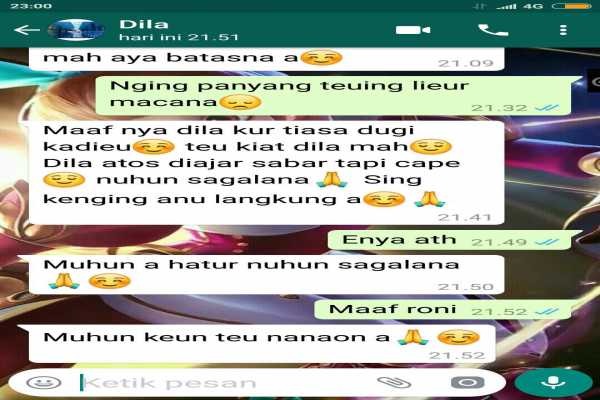 23:00
4G
Dila
hari ini 21.51
mah aya batasna a☺️
21.09
Nging panyang teuing lieur
macana😔
21.32
Maaf nya dila kur tiasa dugi
kadieu☺️ teu kiat dila mah☺️
Dila atos diajar sabar tapi cape
☺️ nuhun sagalana🙏 Sing
kenging anu langkung a☺️🙏
21.41
Enya ath 21.49
Muhun a hatur nuhun sagalana
🙏☺️
21.50
Maaf roni 21.52
Muhun keun teu nanaon a🙏☺️
21.52
Ketik pesan